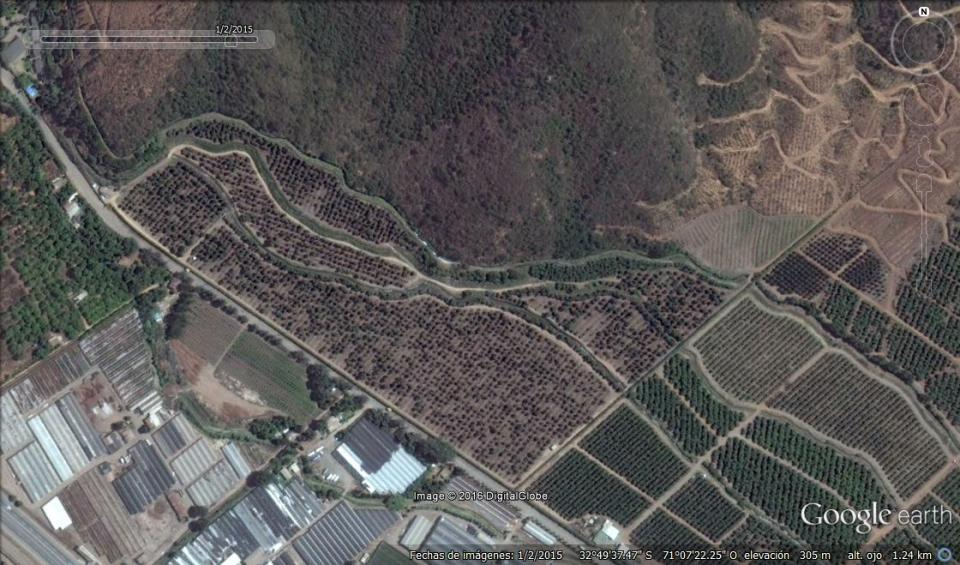 1/2/2015
N
Image © 2016 DigitalGlobe
Google earth
Fechas de imágenes: 1/2/2015 32°49'37.47" S 71°07'22.25" O elevación 305 m alt. ojo 1.24 km